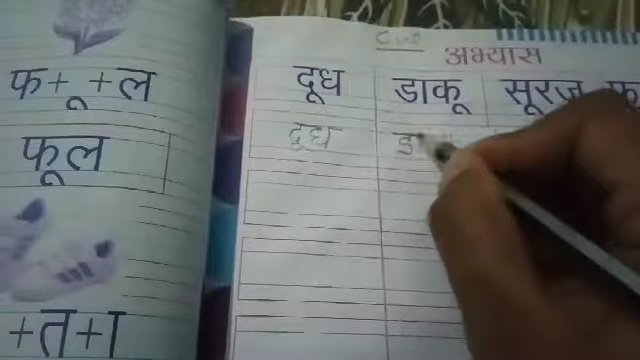 फ+ू+ल
फूल
+त+ा
अभ्यास
दूध डाकू सूरज
दूध डा